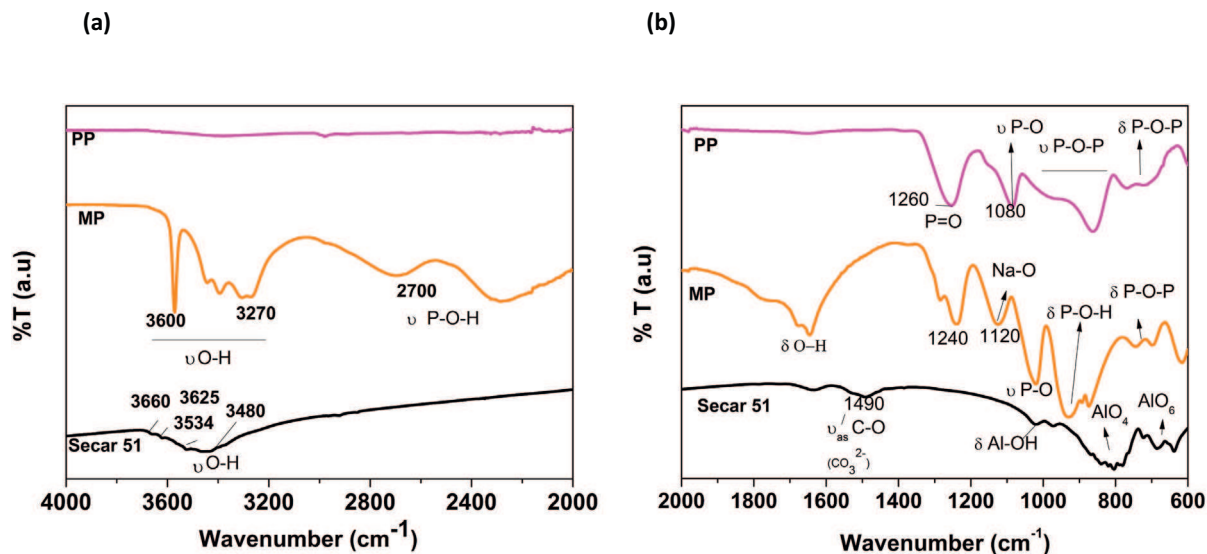 (a)
PP
MP
3600
3270
2700
υ P-O-H
υ O-H
3660
3625
3534
3480
Secar 51
υ O-H
%T (a.u)
4000 3600 3200 2800 2400 2000
Wavenumber (cm-1)
(b)
PP
υ P-O
υ P-O-P
δ P-O-P
1260
P=O
1080
MP
Na-O
δ O-H
1240
1120
δ P-O-H
δ P-O-P
υ P-O
Secar 51
1490
υas C-O
(CO3 2-)
δ Al-OH
AlO4
AlO6
% T (a.u)
2000 1800 1600 1400 1200 1000 800 600
Wavenumber (cm-1)